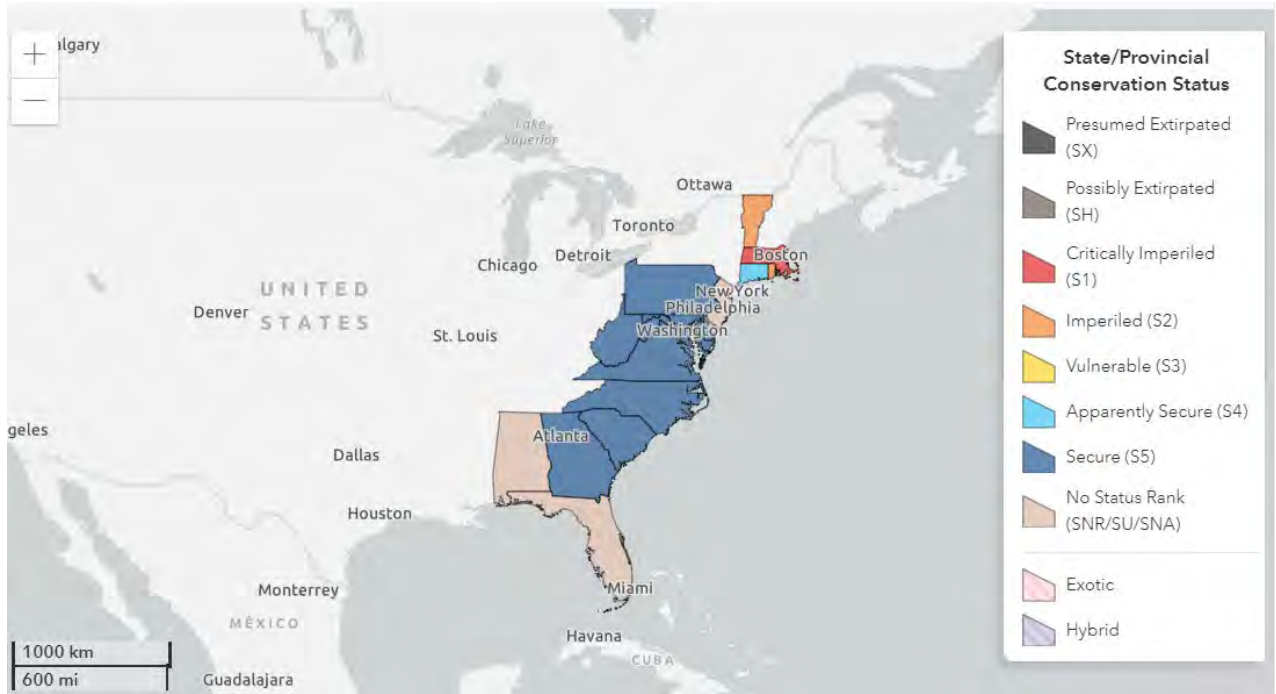 +
algary
−
Lake
Superior
Ottawa
Toronto
Boston
Detroit
Chicago
New York
UNITED
STATES
Philadelphia
Denver
Washington
St. Louis
geles
Atlanta
Dallas
Houston
Monterrey
Miami
MÉXICO
Havana
1000 km
CUBA
600 mi
Guadalajara
State/Provincial
Conservation Status
Presumed Extirpated
(SX)
Possibly Extirpated
(SH)
Critically Imperiled
(S1)
Imperiled (S2)
Vulnerable (S3)
Apparently Secure (S4)
Secure (S5)
No Status Rank
(SNR/SU/SNA)
Exotic
Hybrid